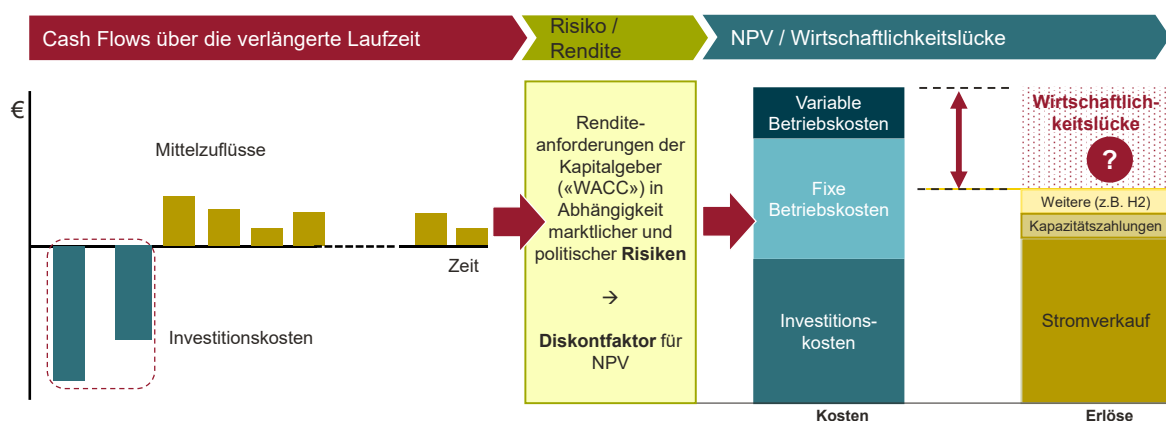 Cash Flows über die verlängerte Laufzeit
Risiko /
Rendite
NPV / Wirtschaftlichkeitslücke
€
Mittelzuflüsse
Zeit
Investitionskosten
Rendite-
anforderungen der
Kapitalgeber
(«WACC») in
Abhängigkeit
marktlicher und
politischer Risiken
→
Diskontfaktor für
NPV
Variable
Betriebskosten
Fixe
Betriebskosten
Investitions-
kosten
Kosten
Wirtschaftlich-
keitslücke
?
Weitere (z.B. H2)
Kapazitätszahlungen
Stromverkauf
Erlöse